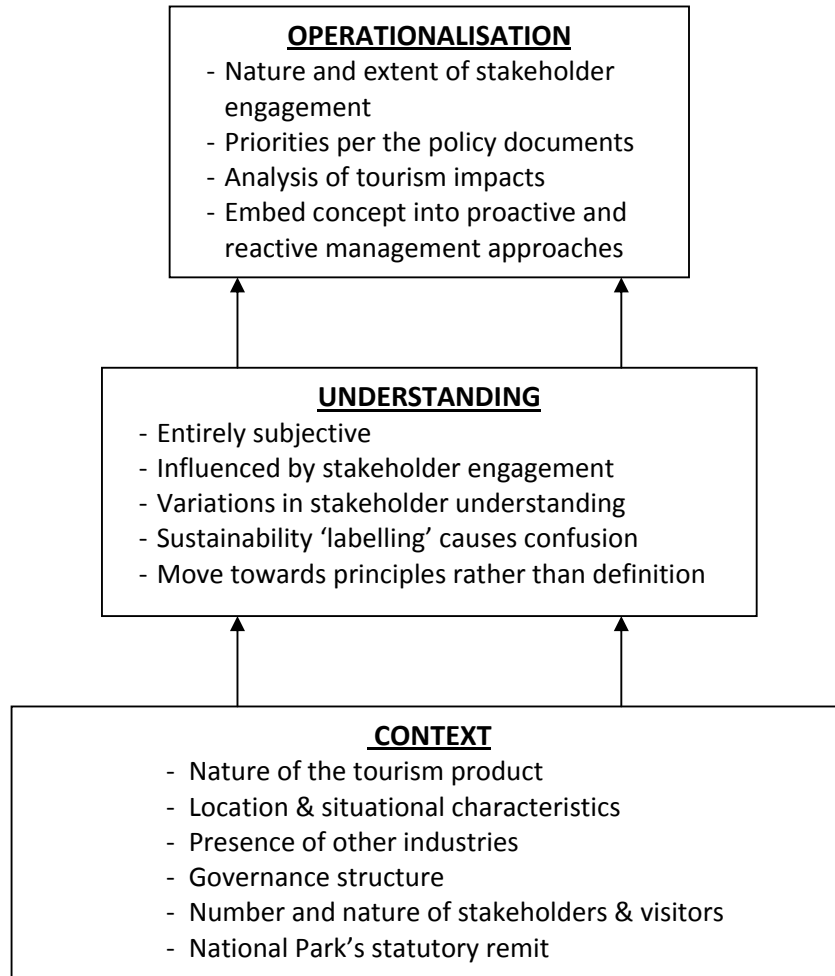 OPERATIONALISATION
- Nature and extent of stakeholder
engagement
- Priorities per the policy documents
- Analysis of tourism impacts
- Embed concept into proactive and
reactive management approaches
UNDERSTANDING
- Entirely subjective
- Influenced by stakeholder engagement
- Variations in stakeholder understanding
- Sustainability ‘labelling’ causes confusion
- Move towards principles rather than definition
CONTEXT
- Nature of the tourism product
- Location & situational characteristics
- Presence of other industries
- Governance structure
- Number and nature of stakeholders & visitors
- National Park’s statutory remit